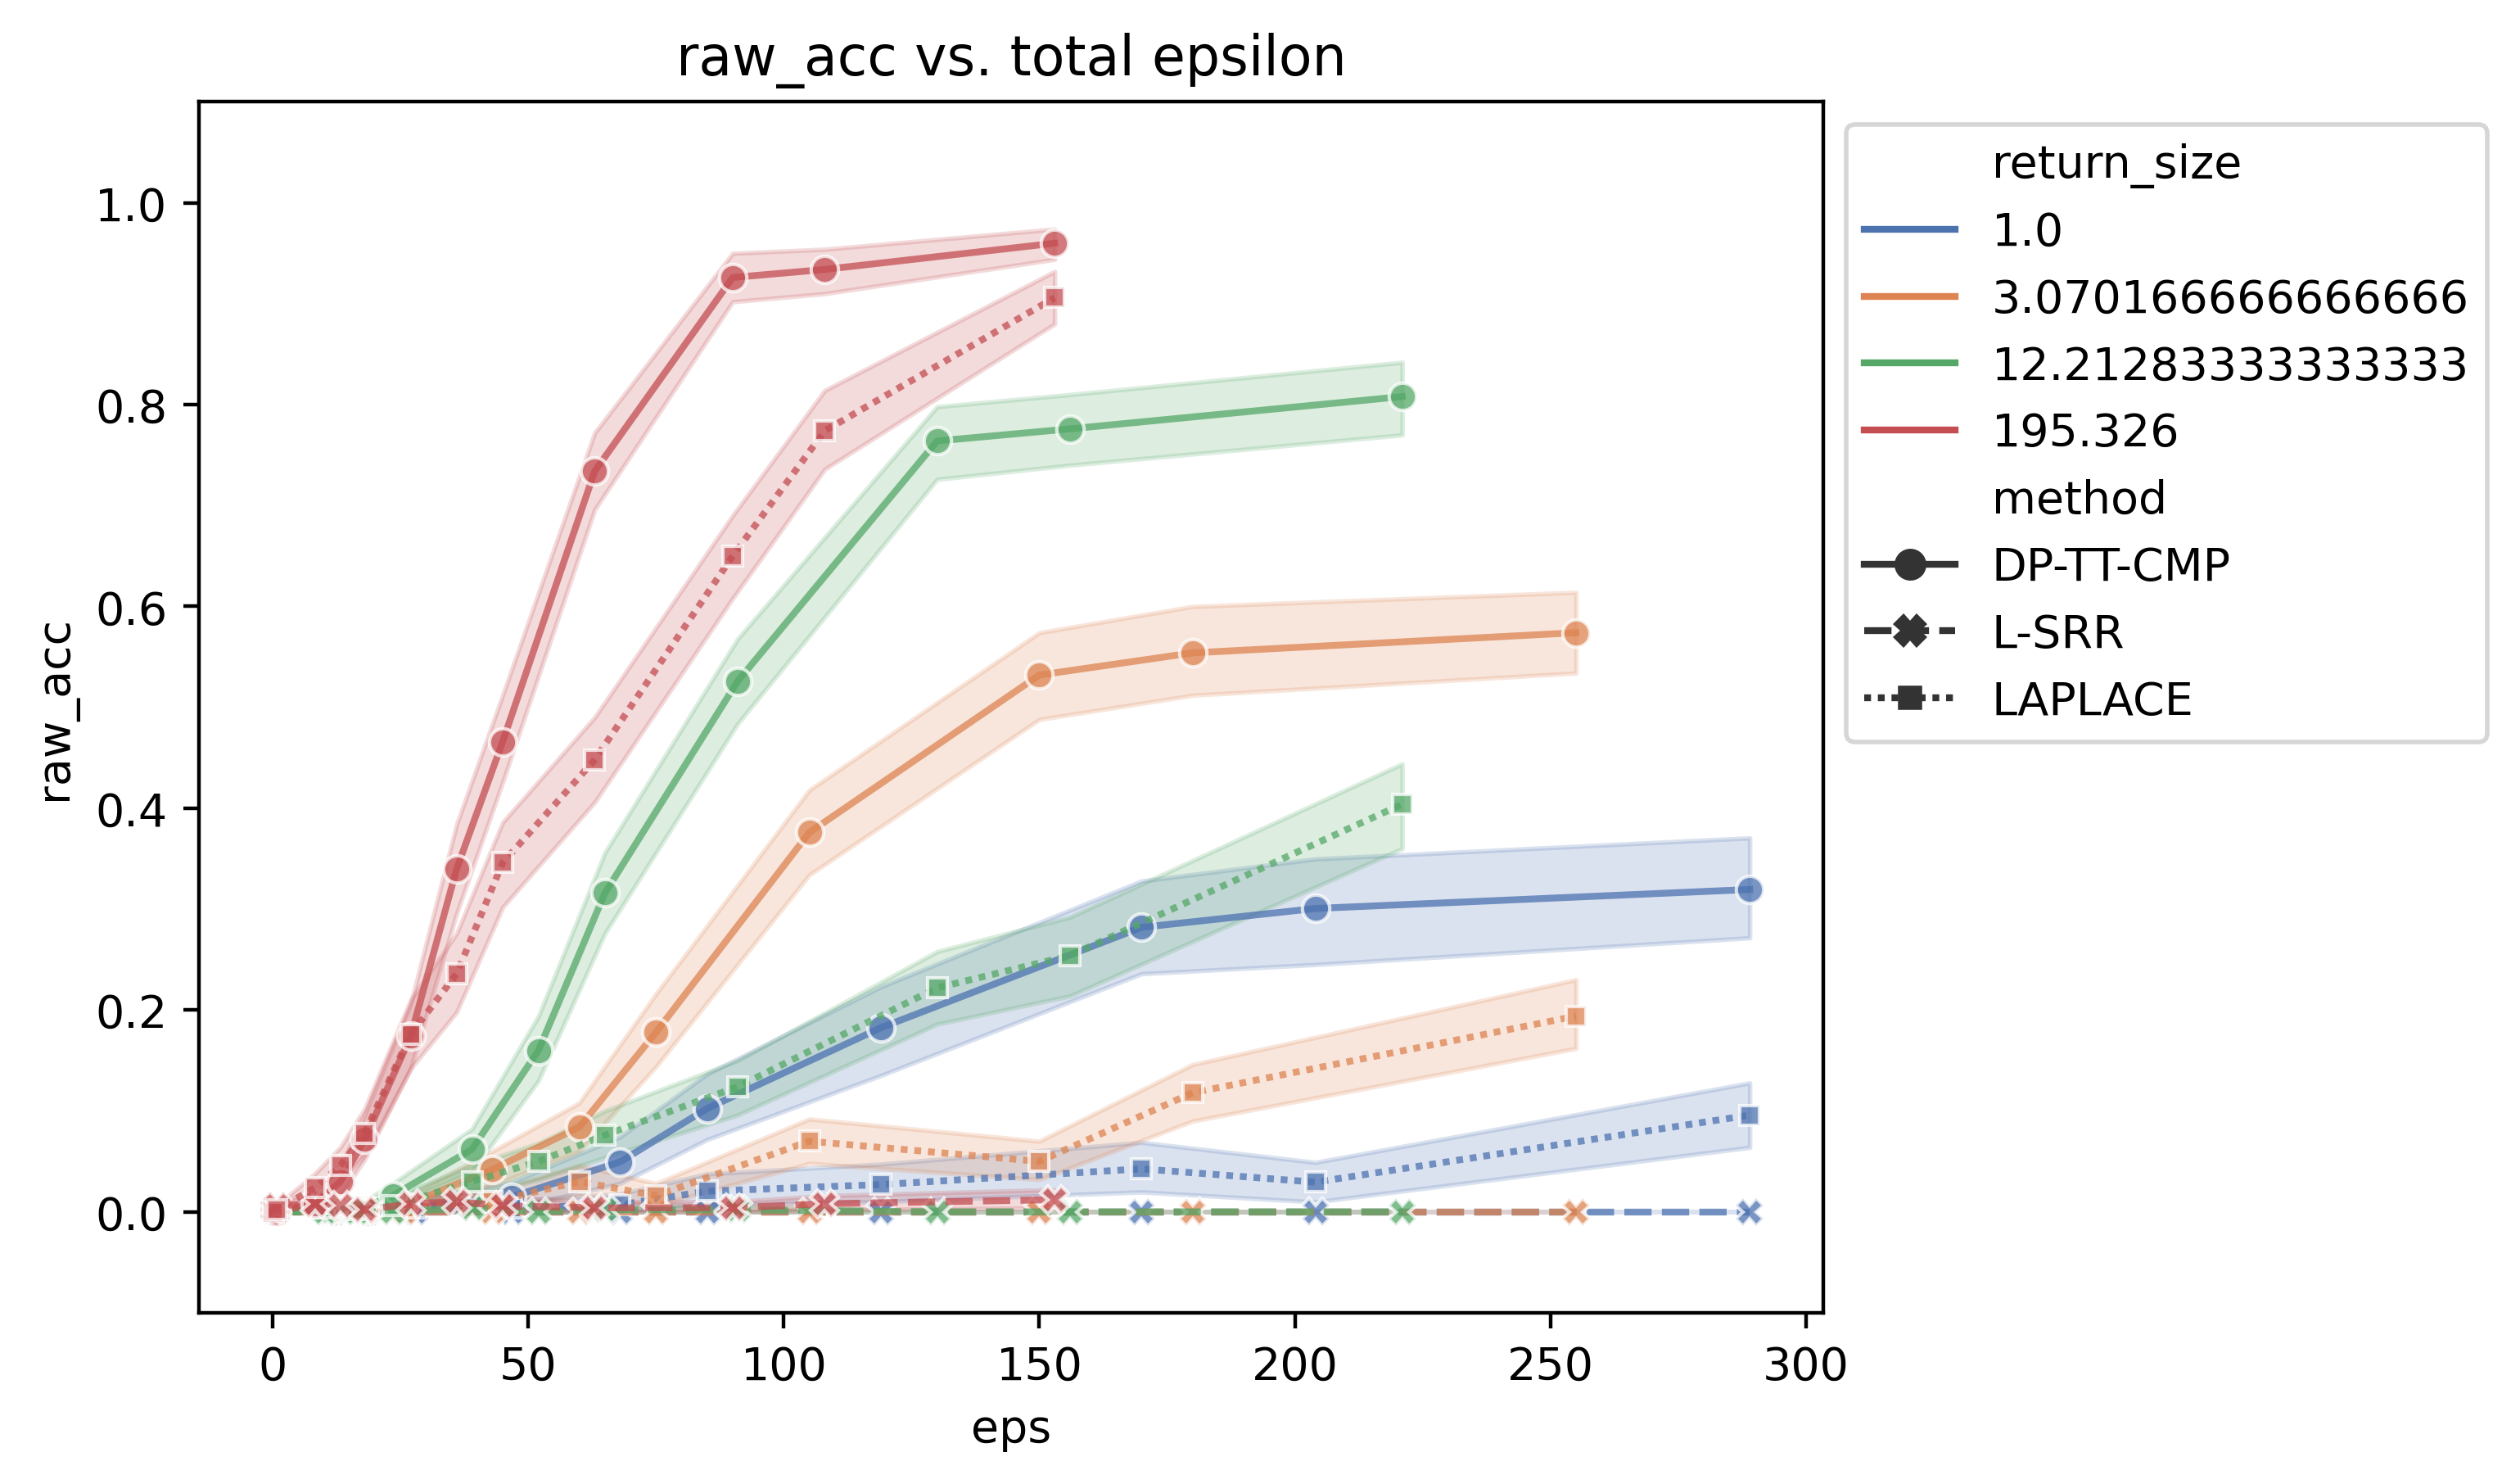 raw_acc vs. total epsilon
raw_acc
1.0
0.8
0.6
0.4
0.2
0.0
0 50 100 150 200 250 300
eps
return_size
1.0
3.0701666666666666
12.212833333333333
195.326
method
DP-TT-CMP
L-SRR
LAPLACE